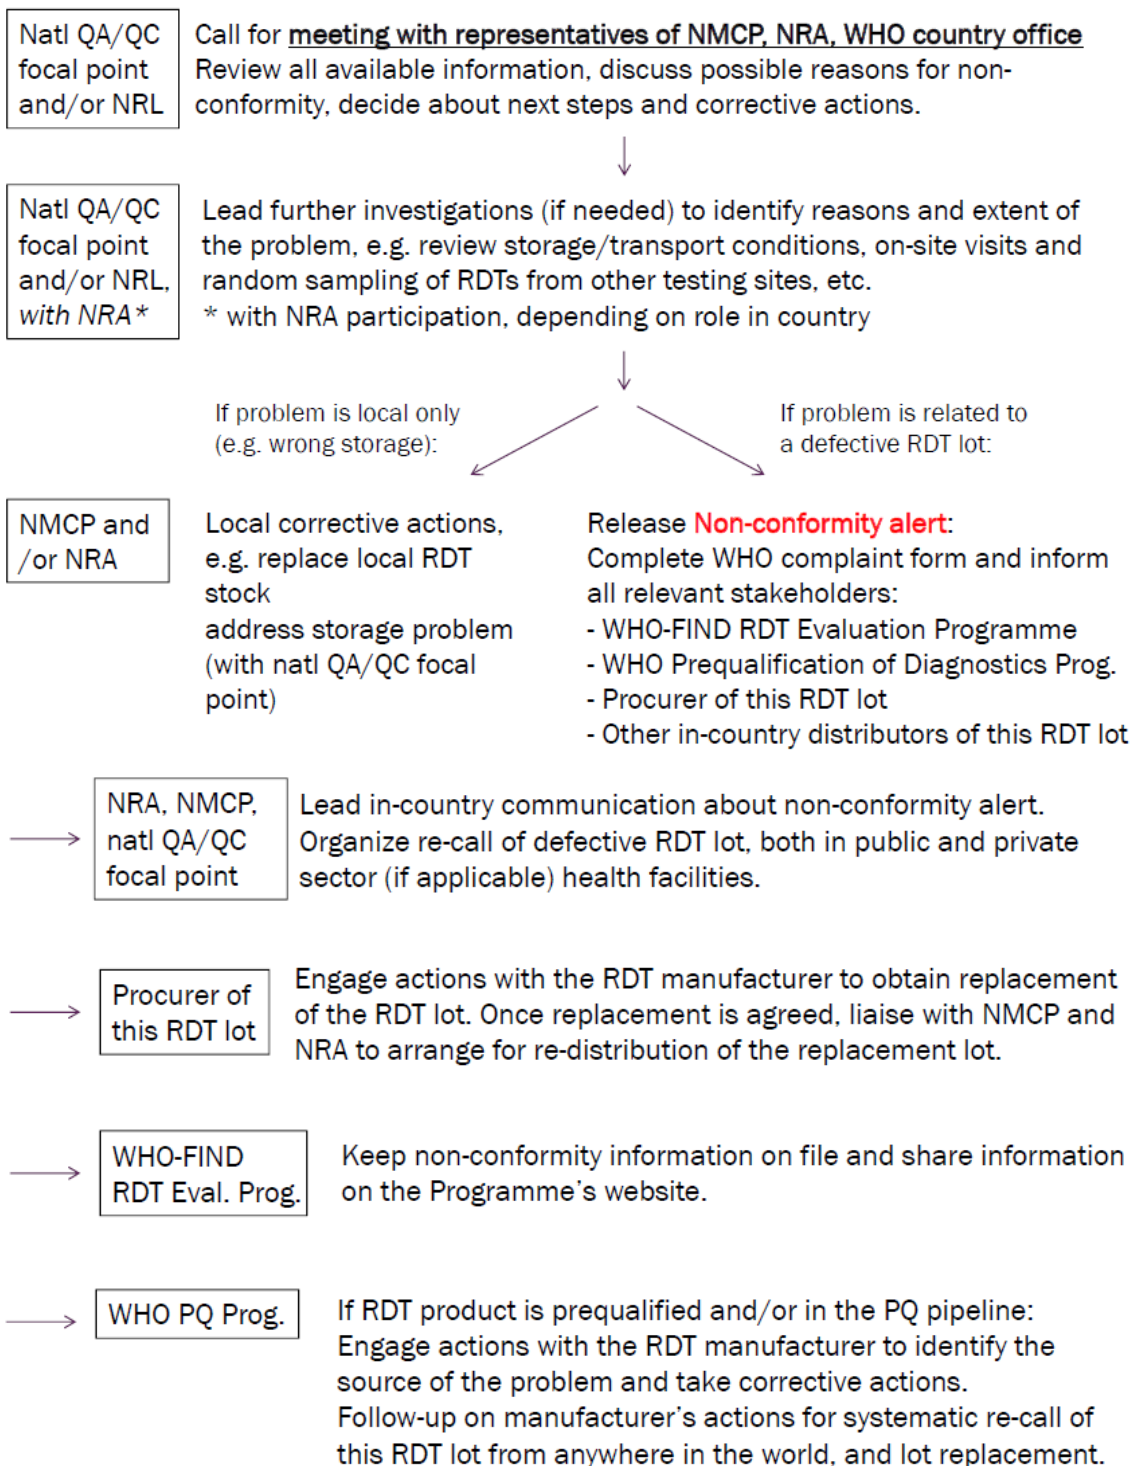 Natl QA/QC
focal point
and/or NRL
Call for meeting with representatives of NMCP, NRA, WHO country office
Review all available information, discuss possible reasons for non-
conformity, decide about next steps and corrective actions.
Natl QA/QC
focal point
and/or NRL,
with NRA*
Lead further investigations (if needed) to identify reasons and extent of
the problem, e.g. review storage/transport conditions, on-site visits and
random sampling of RDTs from other testing sites, etc.
* with NRA participation, depending on role in country
If problem is local only
(e.g. wrong storage):
If problem is related to
a defective RDT lot:
NMCP and
/or NRA
Local corrective actions,
e.g. replace local RDT
stock
address storage problem
(with natl QA/QC focal
point)
Release Non-conformity alert:
Complete WHO complaint form and inform
all relevant stakeholders:
- WHO-FIND RDT Evaluation Programme
- WHO Prequalification of Diagnostics Prog.
- Procurer of this RDT lot
- Other in-country distributors of this RDT lot
NRA, NMCP,
natl QA/QC
focal point
Lead in-country communication about non-conformity alert.
Organize re-call of defective RDT lot, both in public and private
sector (if applicable) health facilities.
Procurer of
this RDT lot
Engage actions with the RDT manufacturer to obtain replacement
of the RDT lot. Once replacement is agreed, liaise with NMCP and
NRA to arrange for re-distribution of the replacement lot.
WHO-FIND
RDT Eval. Prog.
Keep non-conformity information on file and share information
on the Programme's website.
WHO PQ Prog.
If RDT product is prequalified and/or in the PQ pipeline:
Engage actions with the RDT manufacturer to identify the
source of the problem and take corrective actions.
Follow-up on manufacturer's actions for systematic re-call of
this RDT lot from anywhere in the world, and lot replacement.